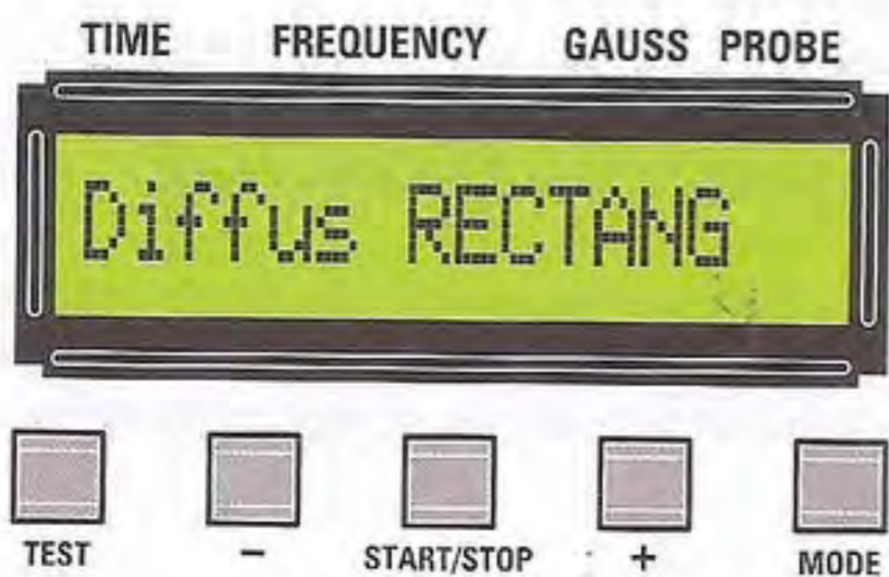 TIME FREQUENCY GAUSS PROBE
Diffus RECTANG
TEST − START/STOP + MODE